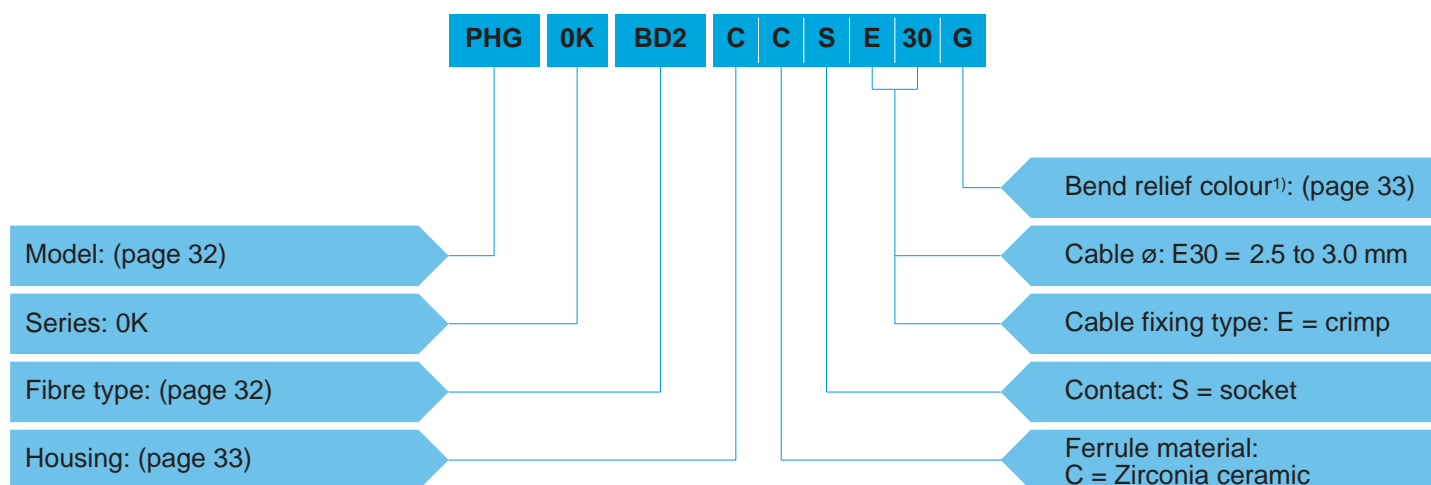 PHG 0K BD2 C C S E 30 G
Bend relief colour1): (page 33)
Model: (page 32)
Cable ø: E30 = 2.5 to 3.0 mm
Series: 0K
Cable fixing type: E = crimp
Fibre type: (page 32)
Contact: S = socket
Housing: (page 33)
Ferrule material:
C = Zirconia ceramic